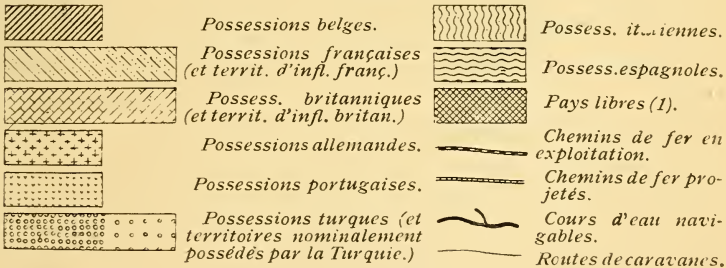 Possessions belges.
Possessions françaises
(et territ. d'infl. franç.)
Possess. britanniques
(et territ. d'infl. britan.)
Possessions allemandes.
Possessions portugaises.
Possessions turques (et
territoires nominalement
possédés par la Turquie.)
Possess.
Possess. espagnoles.
Pays libres (1).
Chemins de fer en
exploitation.
Chemins de fer pro-
jetés.
Cours d'eau navi-
gables.
Routes de caravanes.